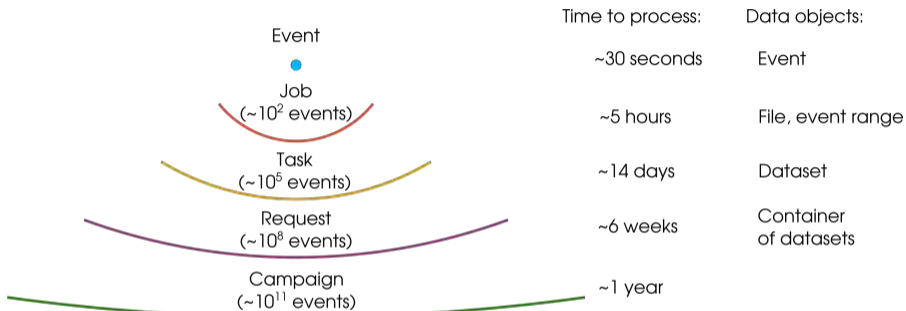 Time to process: Data objects:
Event
~30 seconds Event
Job
(~10² events)
~5 hours File, event range
Task
(~10⁵ events)
~14 days Dataset
Request
(~10⁸ events)
~6 weeks
Container
of datasets
Campaign
(~10¹¹ events)
~1 year